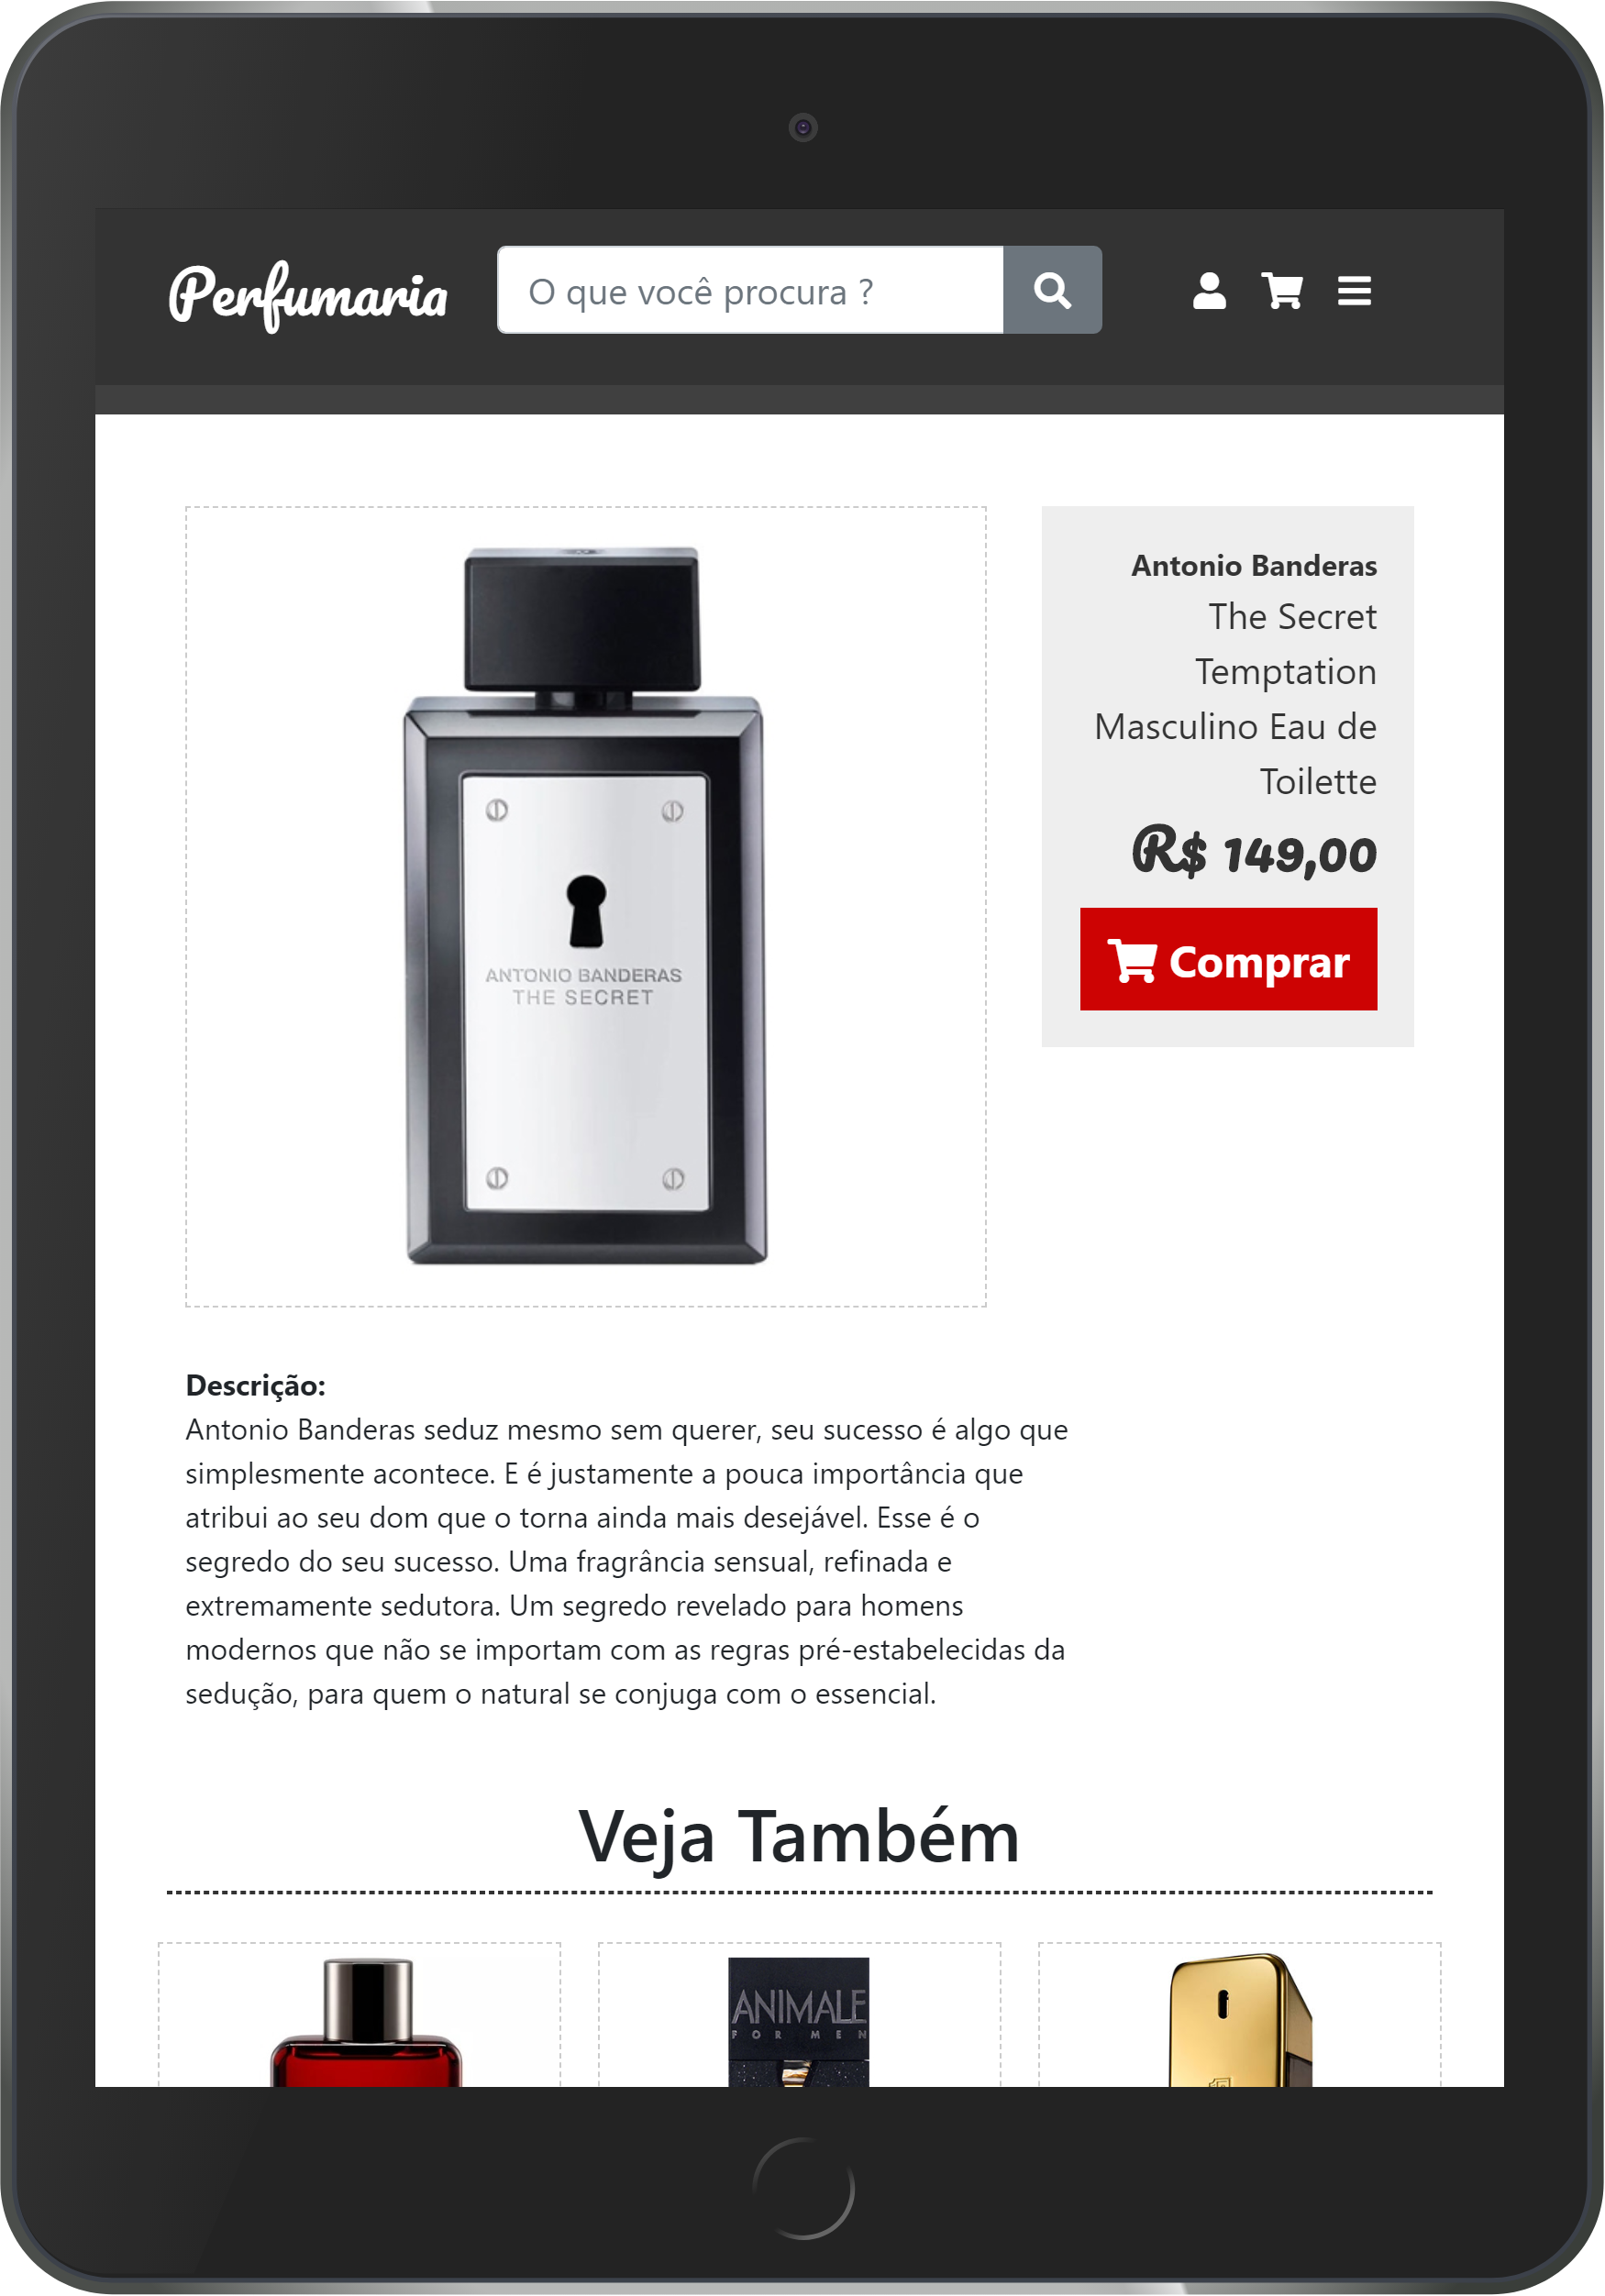 Perfumaria
O que você procura ?
ANTONIO BANDERAS
THE SECRET
Antonio Banderas
The Secret
Temptation
Masculino Eau de
Toilette
R$ 149,00
Comprar
Descrição:
Antonio Banderas seduz mesmo sem querer, seu sucesso é algo que
simplesmente acontece. E é justamente a pouca importância que
atribui ao seu dom que o torna ainda mais desejável. Esse é o
segredo do seu sucesso. Uma fragrância sensual, refinada e
extremamente sedutora. Um segredo revelado para homens
modernos que não se importam com as regras pré-estabelecidas da
sedução, para quem o natural se conjuga com o essencial.
Veja Também
ANIMALE
FOR MEN